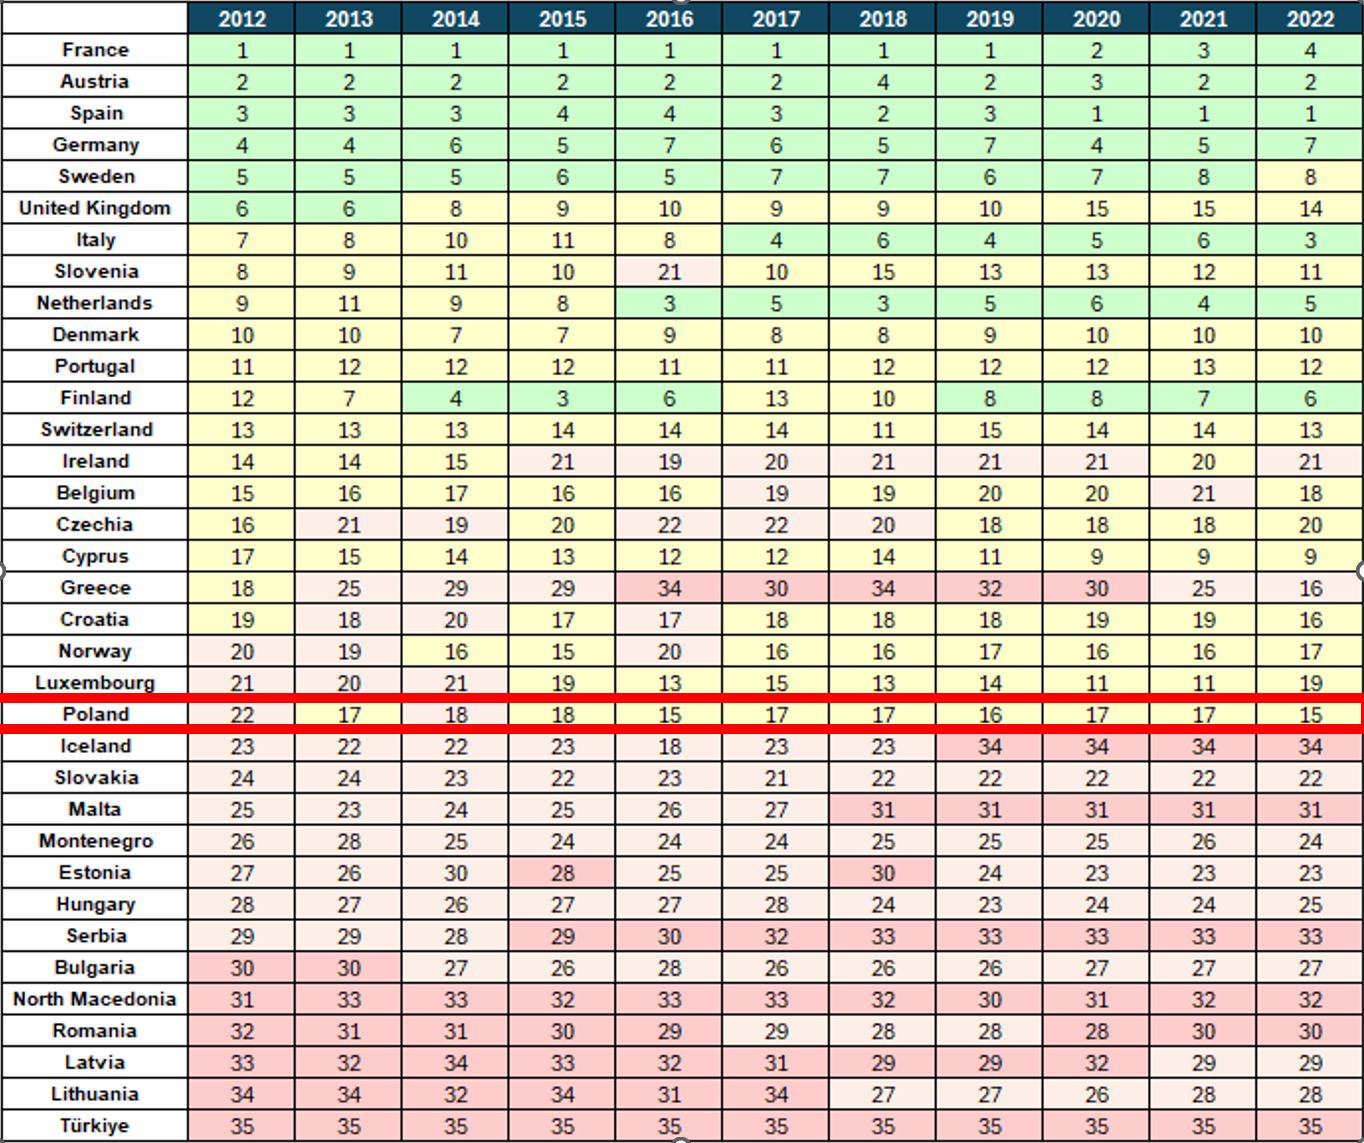 2012 2013 2014 2015 2016 2017 2018 2019 2020 2021 2022
France 1 1 1 1 1 1 1 1 2 3 4
Austria 2 2 2 2 2 2 4 2 3 2 2
Spain 3 3 3 4 4 3 2 3 1 1 1
Germany 4 4 6 5 7 6 5 7 4 5 7
Sweden 5 5 5 6 5 7 7 6 7 8 8
United Kingdom 6 6 8 9 10 9 9 10 15 15 14
Italy 7 8 10 11 8 4 6 4 5 6 3
Slovenia 8 9 11 10 21 10 15 13 13 12 11
Netherlands 9 11 9 8 3 5 3 5 6 4 5
Denmark 10 10 7 7 9 8 8 9 10 10 10
Portugal 11 12 12 12 11 11 12 12 12 13 12
Finland 12 7 4 3 6 13 10 8 8 7 6
Switzerland 13 13 13 14 14 14 11 15 14 14 13
Ireland 14 14 15 21 19 20 21 21 21 20 21
Belgium 15 16 17 16 16 19 19 20 20 21 18
Czechia 16 21 19 20 22 22 20 18 18 18 20
Cyprus 17 15 14 13 12 12 14 11 9 9 9
Greece 18 25 29 29 34 30 34 32 30 25 16
Croatia 19 18 20 17 17 18 18 18 19 19 16
Norway 20 19 16 15 20 16 16 17 16 16 17
Luxembourg 21 20 21 19 13 15 13 14 11 11 19
Poland 22 17 18 18 15 17 17 16 17 17 15
Iceland 23 22 22 23 18 23 23 34 34 34 34
Slovakia 24 24 23 22 23 21 22 22 22 22 22
Malta 25 23 24 25 26 27 31 31 31 31 31
Montenegro 26 28 25 24 24 24 25 25 25 26 24
Estonia 27 26 30 28 25 25 30 24 23 23 23
Hungary 28 27 26 27 27 28 24 23 24 24 25
Serbia 29 29 28 29 30 32 33 33 33 33 33
Bulgaria 30 30 27 26 28 26 26 26 27 27 27
North Macedonia 31 33 33 32 33 33 32 30 31 32 32
Romania 32 31 31 30 29 29 28 28 28 30 30
Latvia 33 32 34 33 32 31 29 29 32 29 29
Lithuania 34 34 32 34 31 34 27 27 26 28 28
Türkiye 35 35 35 35 35 35 35 35 35 35 35